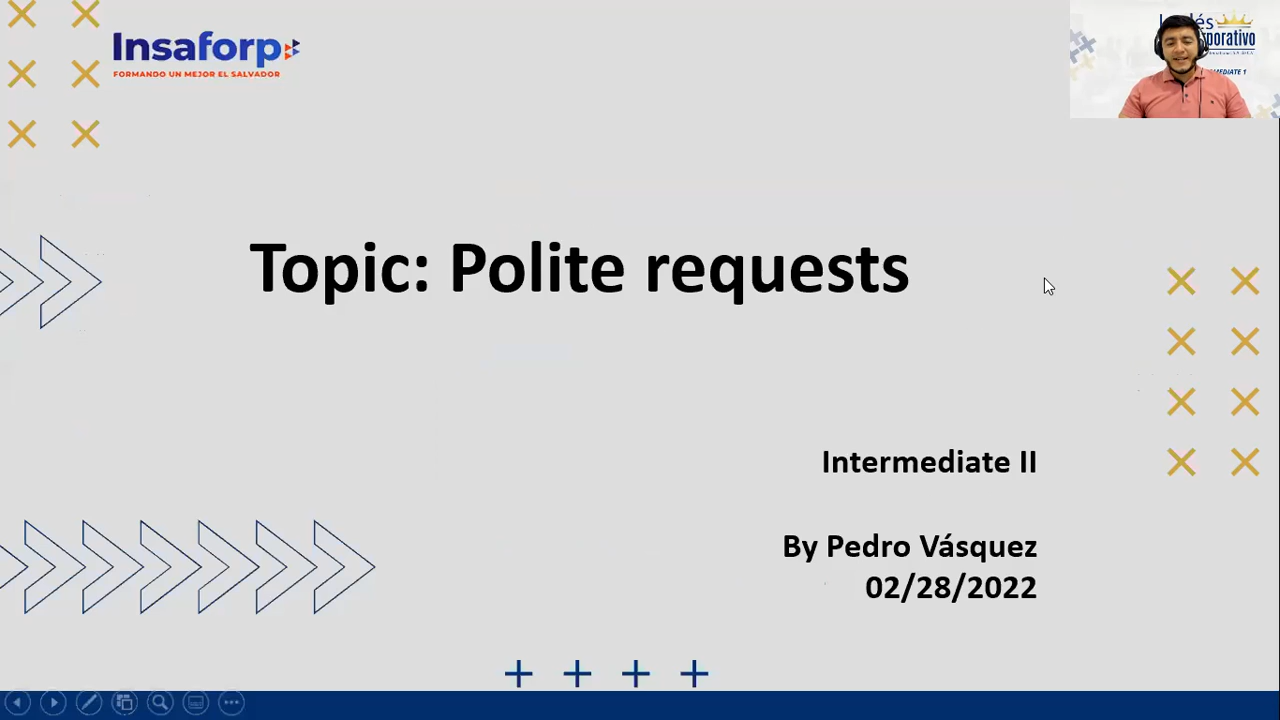 Insaforp
FORMANDO UN MEJOR EL SALVADOR
Topic: Polite requests
Intermediate II
By Pedro Vásquez
02/28/2022